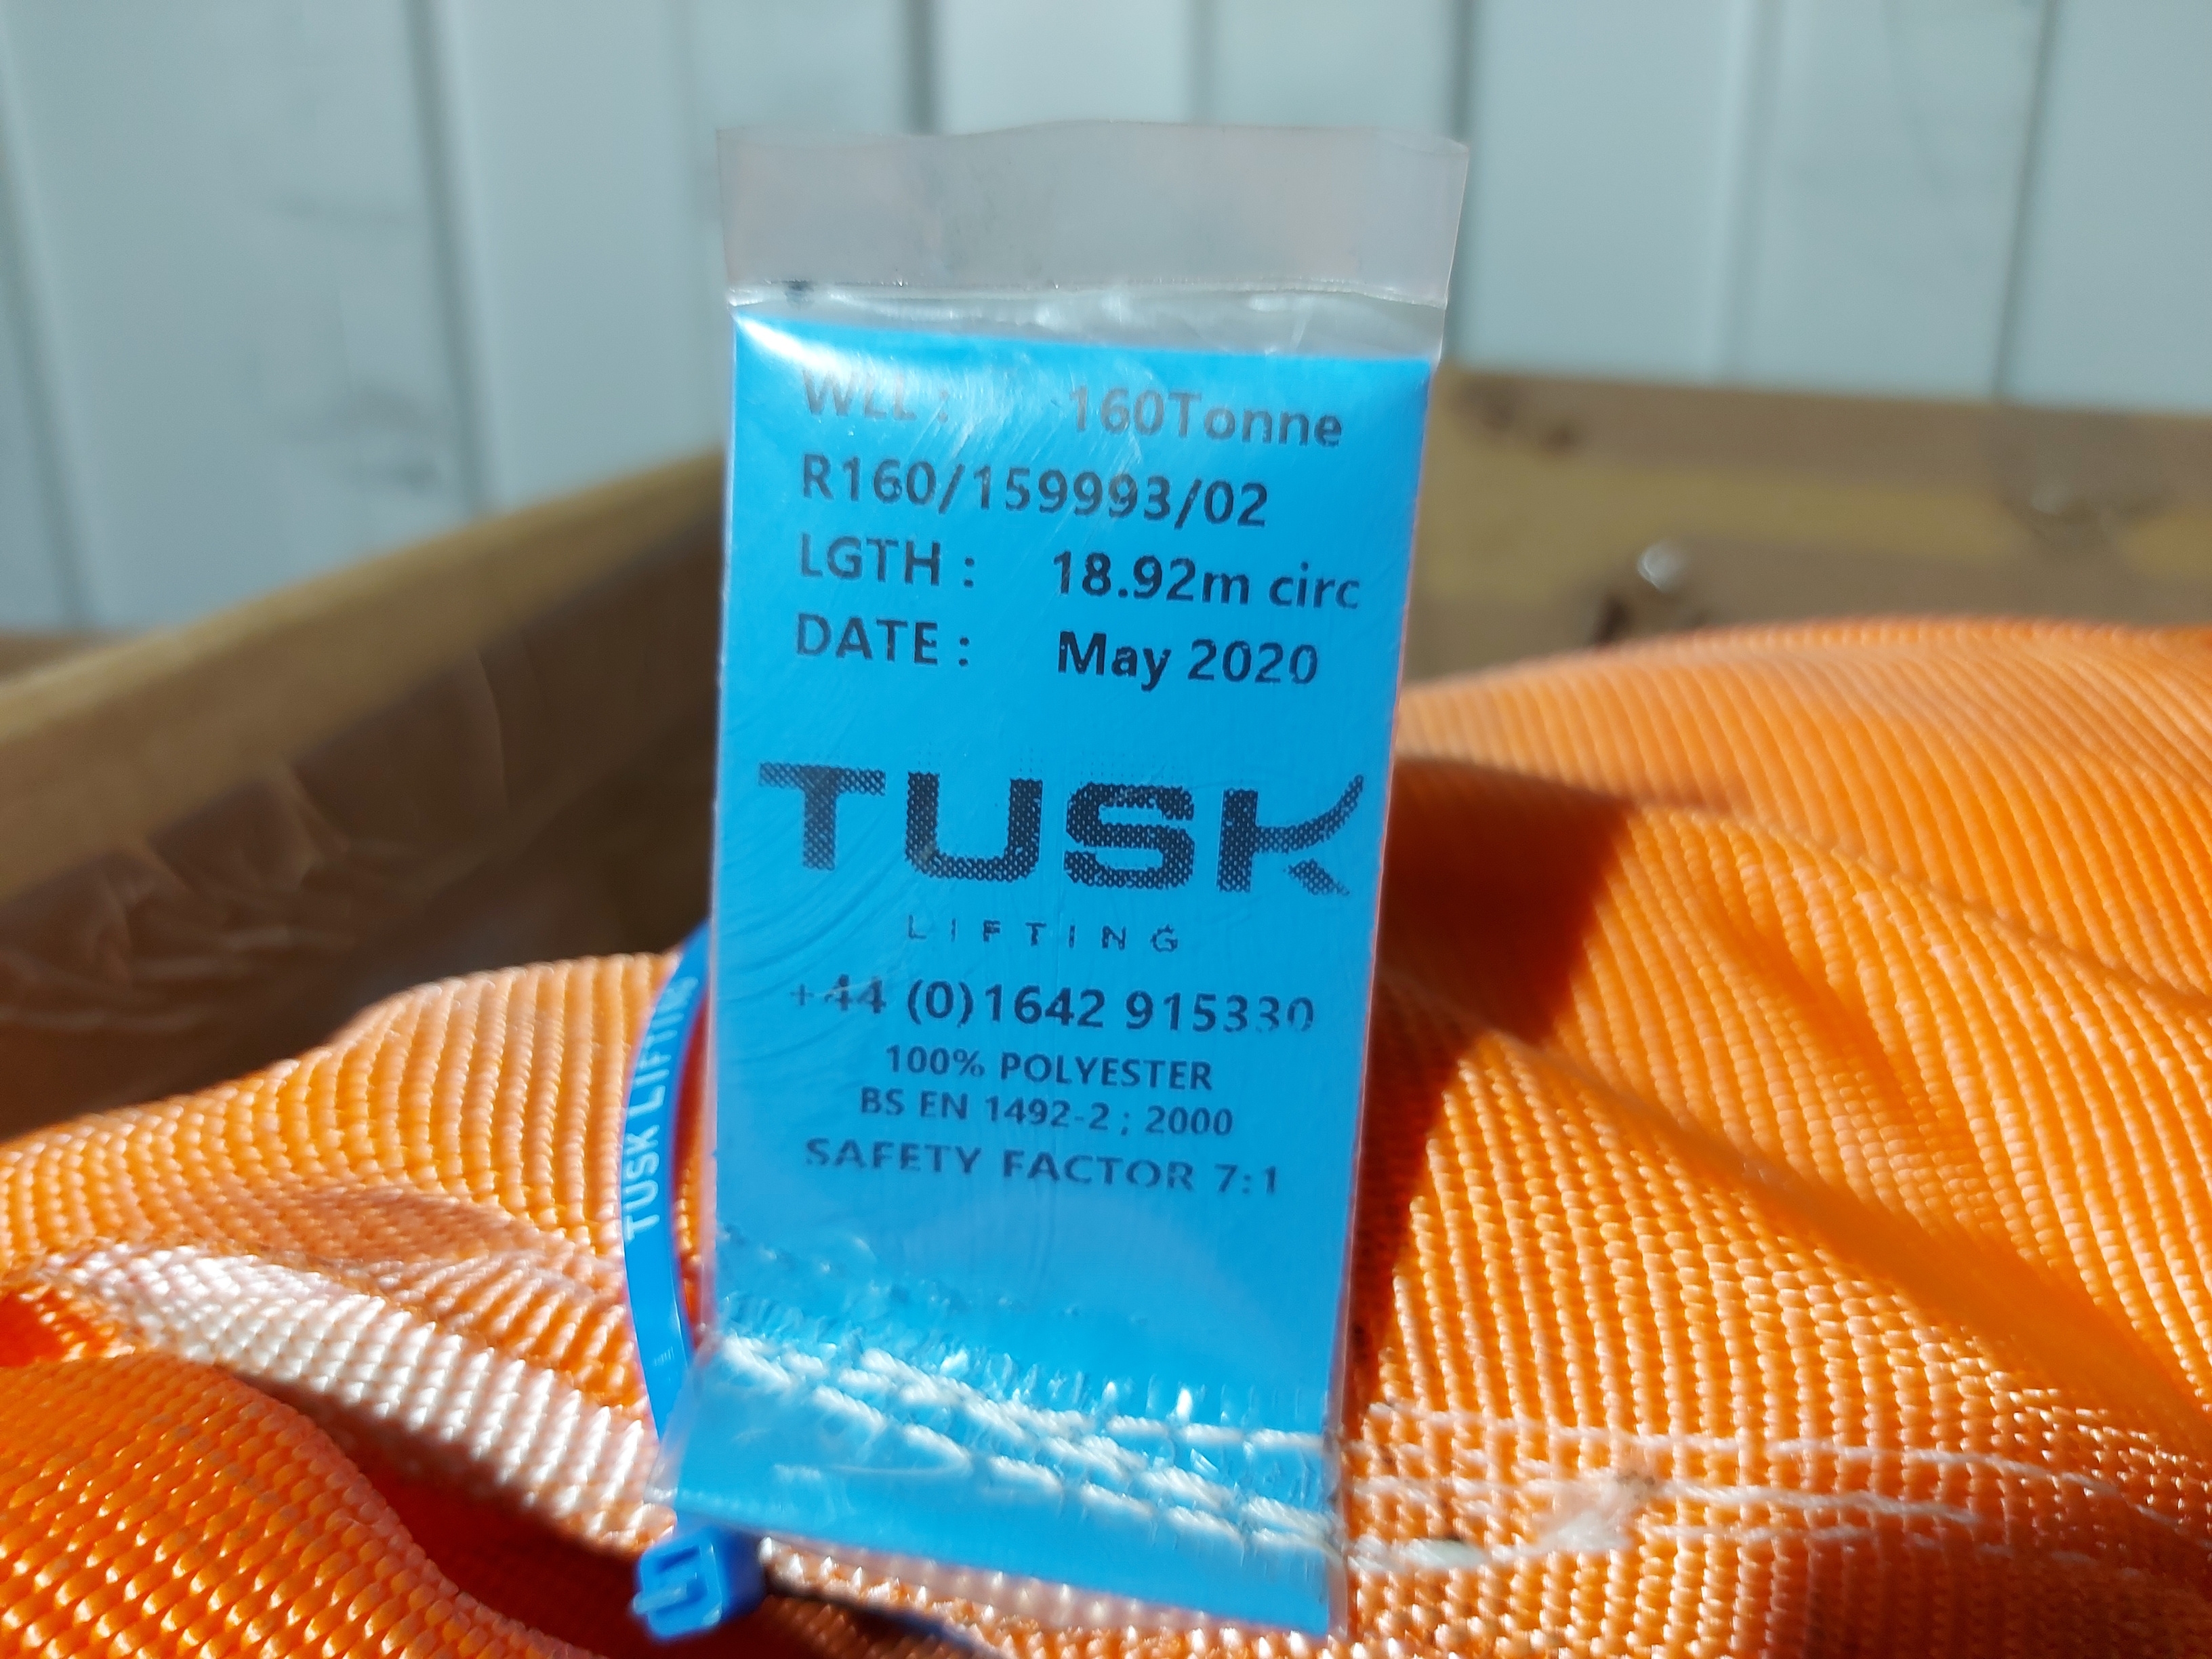 WLL : 160Tonne
R160/159993/02
LGTH : 18.92m circ
DATE : May 2020
TUSK
LIFTING
+44 (0)1642 915330
100% POLYESTER
BS EN 1492-2 ; 2000
SAFETY FACTOR 7:1
TUSK LIFTING